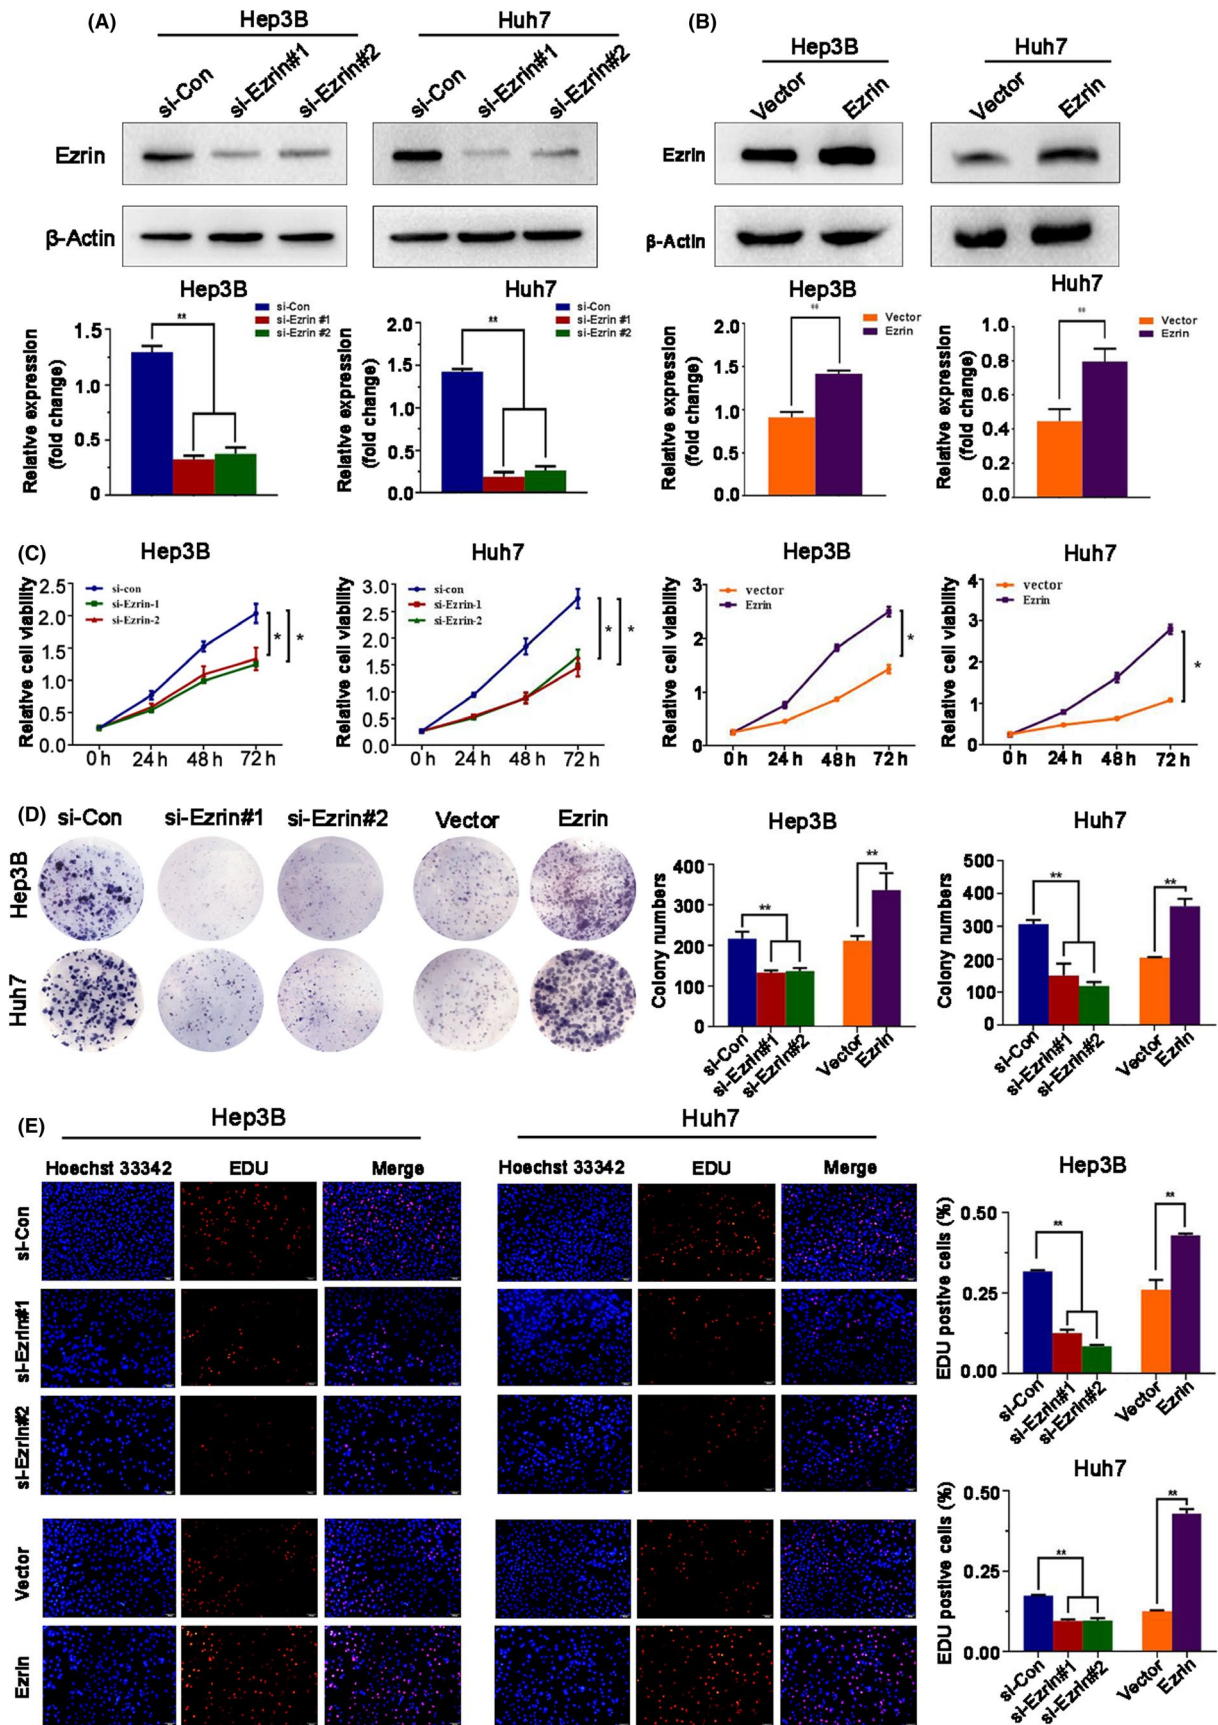 (A)
Hep3B
Huh7
si-Con
si-Ezrin#1
si-Ezrin#2
si-Con
si-Ezrin#1
si-Ezrin#2
Ezrin
β-Actin
Hep3B
si-Con
si-Ezrin #1
si-Ezrin #2
Relative expression
(fold change)
1.5
1.0
0.5
0
**
Huh7
si-Con
si-Ezrin #1
si-Ezrin #2
Relative expression
(fold change)
2.0
1.5
1.0
0.5
0.0
**
(B)
Hep3B
Huh7
Vector
Ezrin
Vector
Ezrin
Ezrin
β-Actin
Hep3B
Vector
Ezrin
Relative expression
(fold change)
2.0
1.5
1.0
0.5
0.0
**
Huh7
Vector
Ezrin
Relative expression
(fold change)
1.0
0.8
0.6
0.4
0.2
0.0
**
(C)
Hep3B
Relative cell viability
2.5
2.0
1.5
1.0
0.5
0.0
si-con
si-Ezrin-1
si-Ezrin-2
* *
0 h 24 h 48 h 72 h
Huh7
Relative cell viability
3.0
2.5
2.0
1.5
1.0
0.5
0.0
si-con
si-Ezrin-1
si-Ezrin-2
* *
0 h 24 h 48 h 72 h
Hep3B
Relative cell viability
3
2
1
0
vector
Ezrin
*
0 h 24 h 48 h 72 h
Huh7
Relative cell viability
4
3
2
1
0
vector
Ezrin
*
0 h 24 h 48 h 72 h
(D)
si-Con si-Ezrin#1 si-Ezrin#2 Vector Ezrin
Hep3B
Huh7
Hep3B
Colony numbers
400
300
200
100
0
**
**
si-Con
si-Ezrin#1
si-Ezrin#2
Vector
Ezrin
Huh7
Colony numbers
500
400
300
200
100
0
**
**
si-Con
si-Ezrin#1
si-Ezrin#2
Vector
Ezrin
(E)
Hep3B
Huh7
Hoechst 33342 EDU Merge
Hoechst 33342 EDU Merge
si-Con
si-Ezrin#1
si-Ezrin#2
Vector
Ezrin
Hep3B
EDU postive cells (%)
0.50
0.25
0.00
**
**
si-Con
si-Ezrin#1
si-Ezrin#2
Vector
Ezrin
Huh7
EDU postive cells (%)
0.50
0.25
0.00
**
**
si-Con
si-Ezrin#1
si-Ezrin#2
Vector
Ezrin